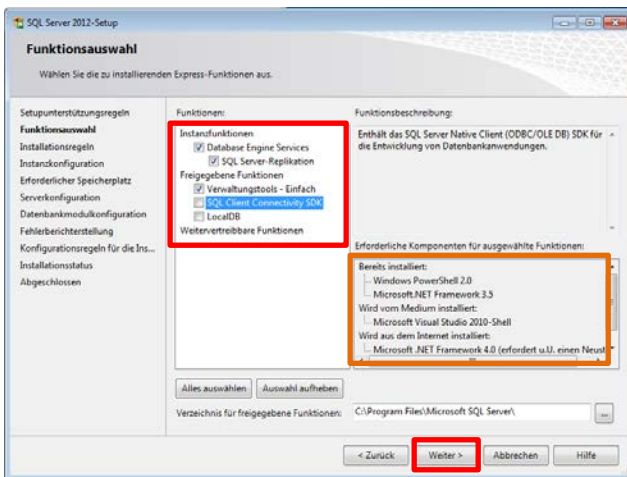 SQL Server 2012-Setup
Funktionsauswahl
Wählen Sie die zu installierenden Express-Funktionen aus.
Setupunterstützungsregeln
Funktionsauswahl
Installationsregeln
Instanzkonfiguration
Erforderlicher Speicherplatz
Serverkonfiguration
Datenbankmodulkonfiguration
Fehlerberichterstellung
Konfigurationsregeln für die Ins...
Installationsstatus
Abgeschlossen
Funktionen:
Instanzfunktionen
Database Engine Services
SQL Server-Replikation
Freigegebene Funktionen
Verwaltungstools - Einfach
SQL Client Connectivity SDK
LocalDB
Weitervertreibbare Funktionen
Funktionsbeschreibung:
Enthält das SQL Server Native Client (ODBC/OLE DB) SDK für
die Entwicklung von Datenbankanwendungen.
Erforderliche Komponenten für ausgewählte Funktionen:
Bereits installiert:
Windows PowerShell 2.0
Microsoft.NET Framework 3.5
Wird vom Medium installiert:
Microsoft Visual Studio 2010-Shell
Wird aus dem Internet installiert:
Microsoft .NET Framework 4.0 (erfordert u.U. einen Neust
Alles auswählen Auswahl aufheben
Verzeichnis für freigegebene Funktionen: C:\Program Files\Microsoft SQL Server\ ...
< Zurück Weiter > Abbrechen Hilfe